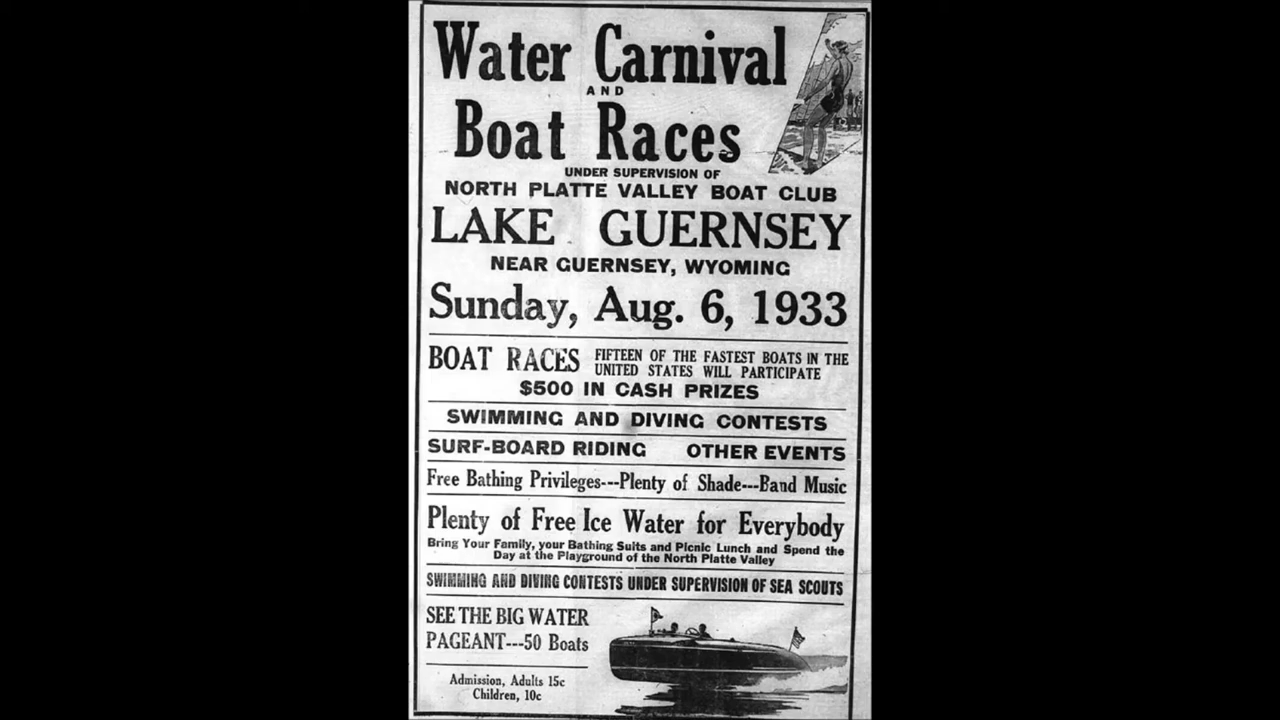 Water Carnival
AND
Boat Races
UNDER SUPERVISION OF
NORTH PLATTE VALLEY BOAT CLUB
LAKE GUERNSEY
NEAR GUERNSEY, WYOMING
Sunday, Aug. 6, 1933
BOAT RACES FIFTEEN OF THE FASTEST BOATS IN THE
UNITED STATES WILL PARTICIPATE
$500 IN CASH PRIZES
SWIMMING AND DIVING CONTESTS
SURF-BOARD RIDING OTHER EVENTS
Free Bathing Privileges---Plenty of Shade---Band Music
Plenty of Free Ice Water for Everybody
Bring Your Family, your Bathing Suits and Picnic Lunch and Spend the
Day at the Playground of the North Platte Valley
SWIMMING AND DIVING CONTESTS UNDER SUPERVISION OF SEA SCOUTS
SEE THE BIG WATER
PAGEANT---50 Boats
Admission, Adults 15c
Children, 10c